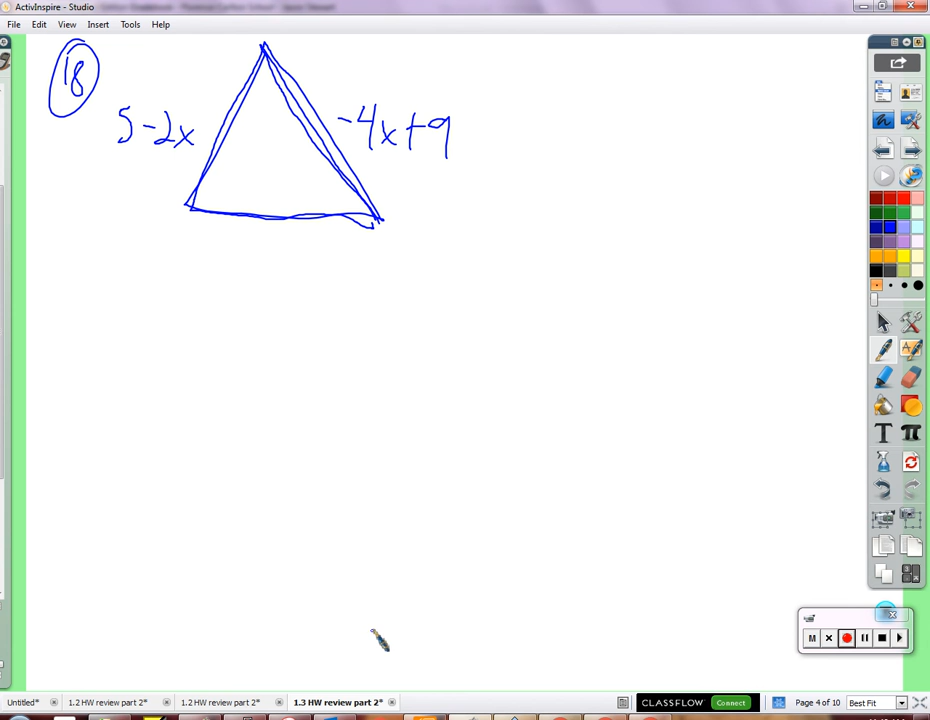 ActivInspire - Studio
File Edit View Insert Tools Help
18
5-2x
-4x+9
T π
M
Untitled* 1.2 HW review part 2* 1.2 HW review part 2* 1.3 HW review part 2*
CLASSFLOW Connect
Page 4 of 10
Best Fit